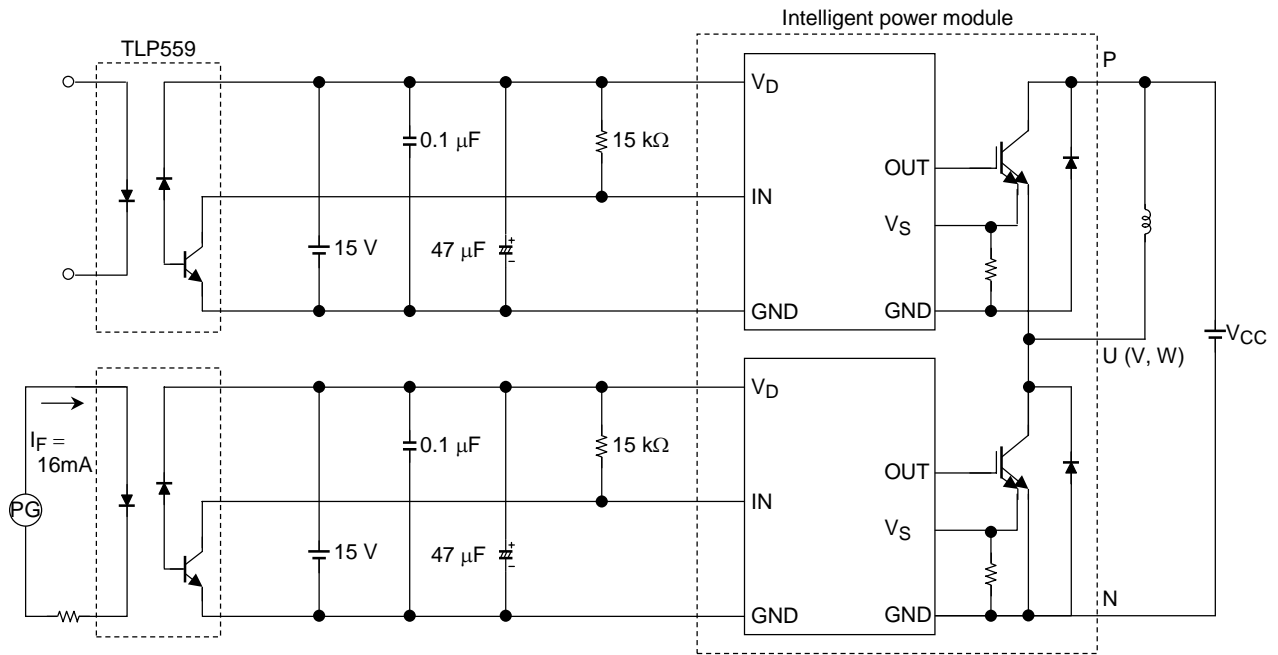 Intelligent power module
TLP559
P
VD
0.1 μF
15 kΩ
OUT
IN
VS
15 V
47 μF
+
−
GND
GND
U (V, W)
VCC
VD
IF =
16mA
0.1 μF
15 kΩ
OUT
PG
IN
VS
15 V
47 μF
+
−
GND
GND
N